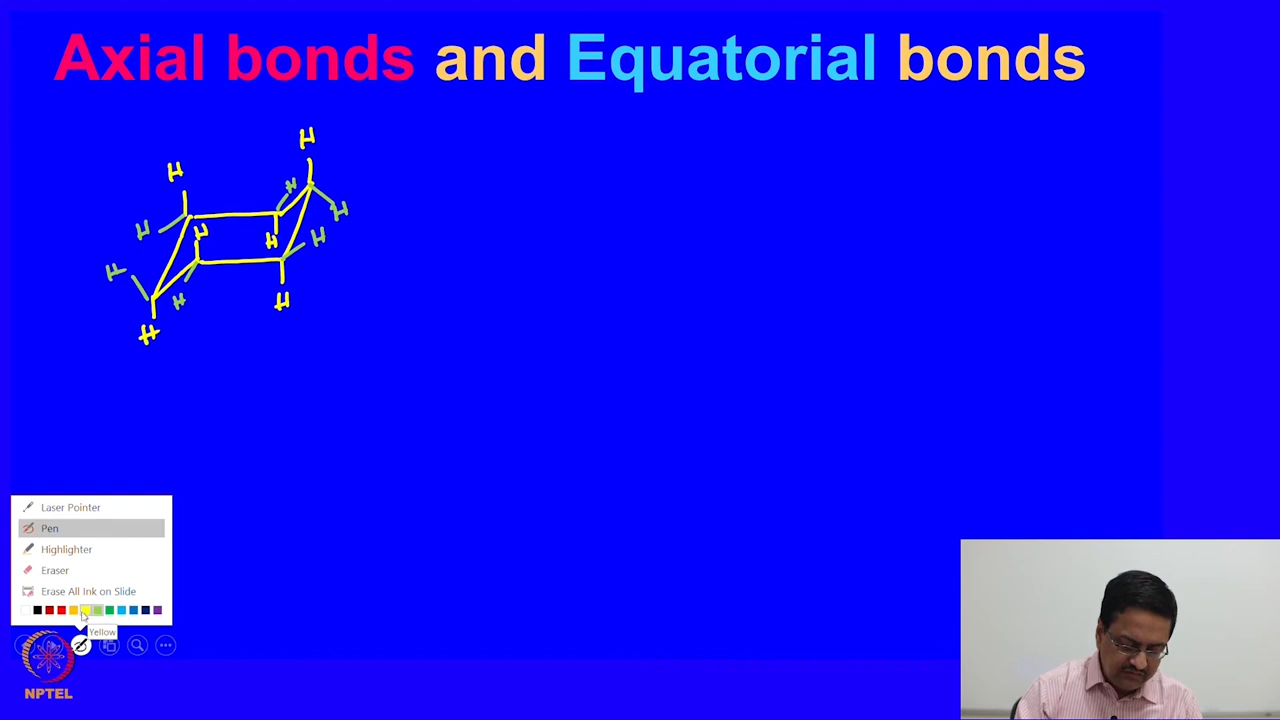 Axial bonds and Equatorial bonds
H
H
H
H
H
H
H
H
H
H
H
H
Laser Pointer
Pen
Highlighter
Eraser
Erase All Ink on Slide
Yellow
NPTEL